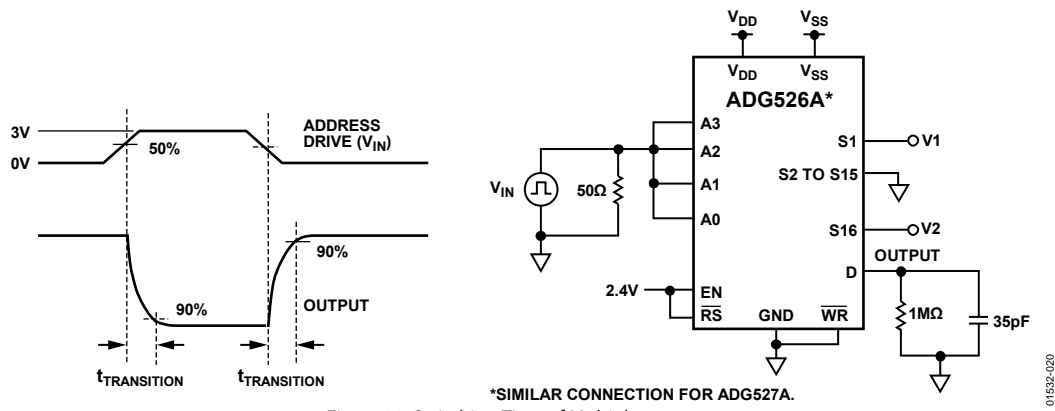 3V
0V
50%
ADDRESS
DRIVE (VIN)
90%
90%
OUTPUT
tTRANSITION
tTRANSITION
VDD
VSS
VDD
VSS
ADG526A*
A3
A2
A1
A0
VIN
50Ω
S1
V1
S2 TO S15
S16
V2
OUTPUT
D
2.4V
EN
RS
GND
WR
1MΩ
35pF
*SIMILAR CONNECTION FOR ADG527A.
01532-020